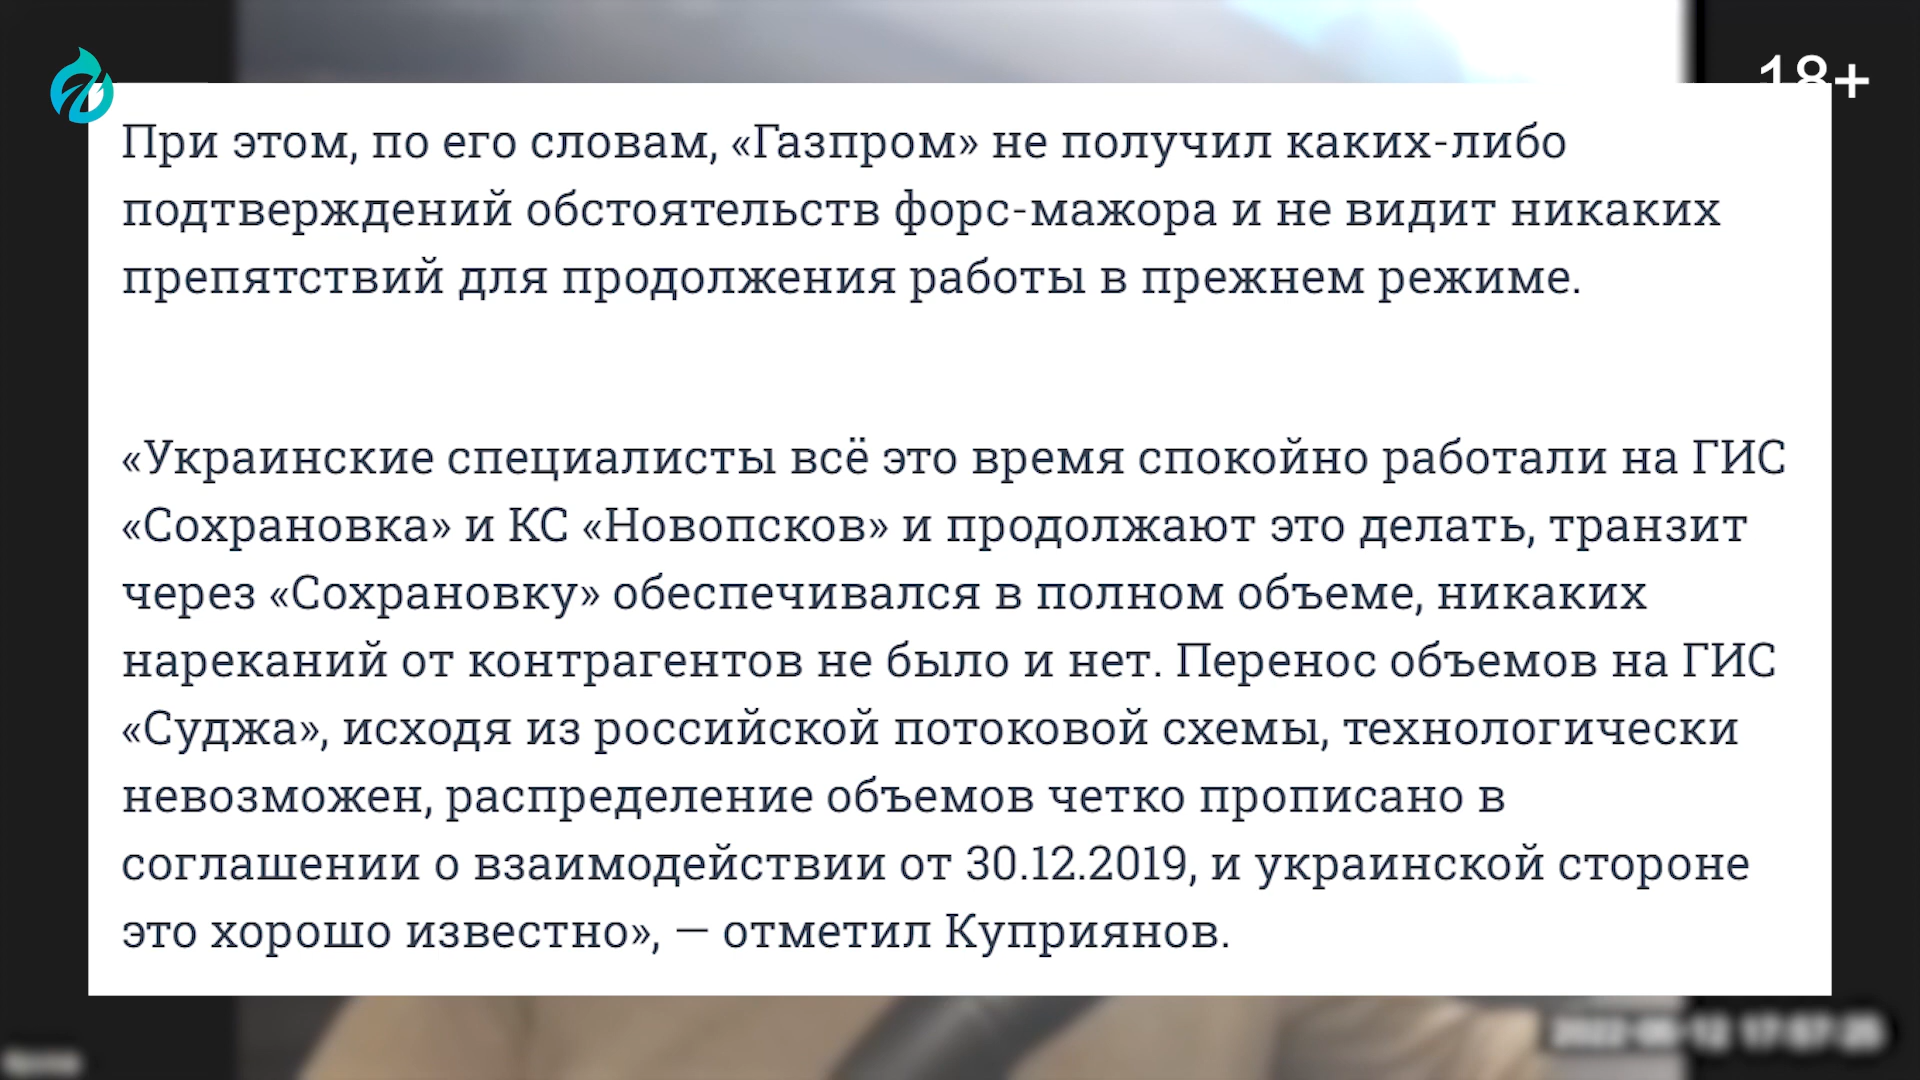 18+
При этом, по его словам, «Газпром» не получил каких-либо
подтверждений обстоятельств форс-мажора и не видит никаких
препятствий для продолжения работы в прежнем режиме.
«Украинские специалисты всё это время спокойно работали на ГИС
«Сохрановка» и КС «Новопсков» и продолжают это делать, транзит
через «Сохрановку» обеспечивался в полном объеме, никаких
нареканий от контрагентов не было и нет. Перенос объемов на ГИС
«Суджа», исходя из российской потоковой схемы, технологически
невозможен, распределение объемов четко прописано в
соглашении о взаимодействии от 30.12.2019, и украинской стороне
это хорошо известно», — отметил Куприянов.